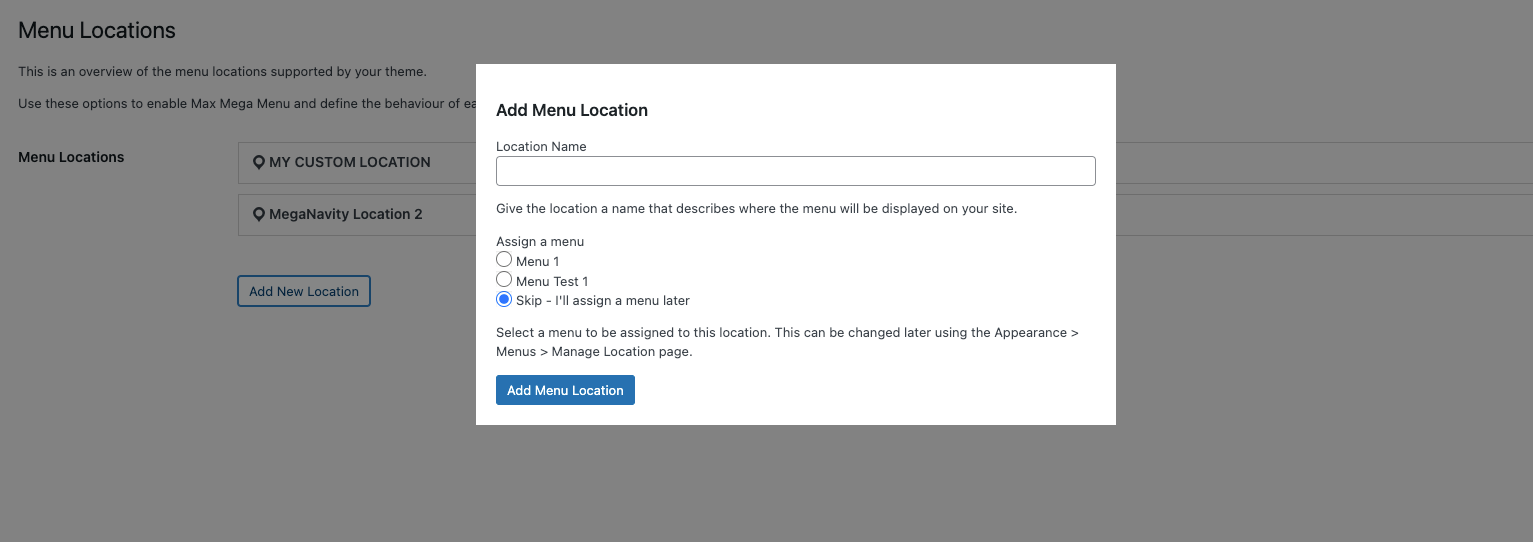 Menu Locations
This is an overview of the menu locations supported by your theme.
Use these options to enable Max Mega Menu and define the behaviour of ea
Menu Locations
MY CUSTOM LOCATION
MegaNavity Location 2
Add New Location
Add Menu Location
Location Name
Give the location a name that describes where the menu will be displayed on your site.
Assign a menu
Menu 1
Menu Test 1
Skip - I'll assign a menu later
Select a menu to be assigned to this location. This can be changed later using the Appearance >
Menus > Manage Location page.
Add Menu Location